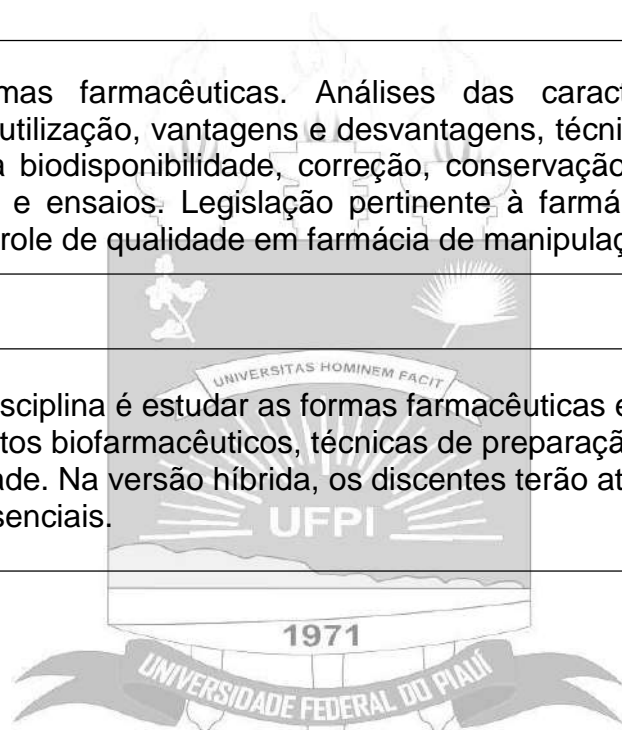 mas farmacêuticas. Análises das caract
utilização, vantagens e desvantagens, técni
a biodisponibilidade, correção, conservação
e ensaios. Legislação pertinente à farmá
role de qualidade em farmácia de manipulaç
UNIVERSITAS HOMINEM FACIT
sciplina é estudar as formas farmacêuticas e
tos biofarmacêuticos, técnicas de preparaçã
ade. Na versão híbrida, os discentes terão at
senciais.
UFPI
1971
UNIVERSIDADE FEDERAL DO PIAUÍ